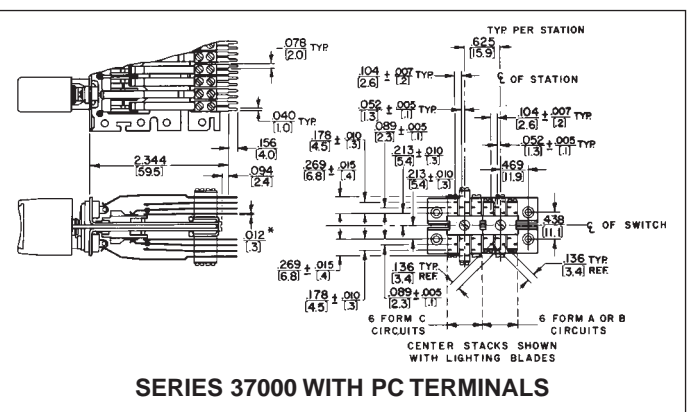 TYP. PER STATION
.625
[15.9]
.078 TYP.
[2.0]
.104 ± .007 TYP.
[2.6] [.2]
℄ OF STATION
.052 ± .005 TYP.
[1.3] [.1]
.104 ± .007 TYP.
[2.6] [.2]
.040 TYP.
[1.0]
.089 ± .005
[2.3] [.1]
.178 ± .010
[4.5] [.3]
.052 ± .005 TYP.
[1.3] [.1]
.156
[4.0]
.213 ± .010
[5.4] [.3]
2.344
[59.5]
.269 ± .015
[6.8] [.4]
.469
[11.9]
.094
[2.4]
.213 ± .010
[5.4] [.3]
.438
[11.1]
℄ OF SWITCH
.012 *
[.3]
.269 ± .015
[6.8] [.4]
.136 TYP.
[3.4] REF.
.136 TYP.
[3.4] REF.
.178 ± .010
[4.5] [.3]
.089 ± .005
[2.3] [.1]
6 FORM C
CIRCUITS
6 FORM A OR B
CIRCUITS
CENTER STACKS SHOWN
WITH LIGHTING BLADES
SERIES 37000 WITH PC TERMINALS